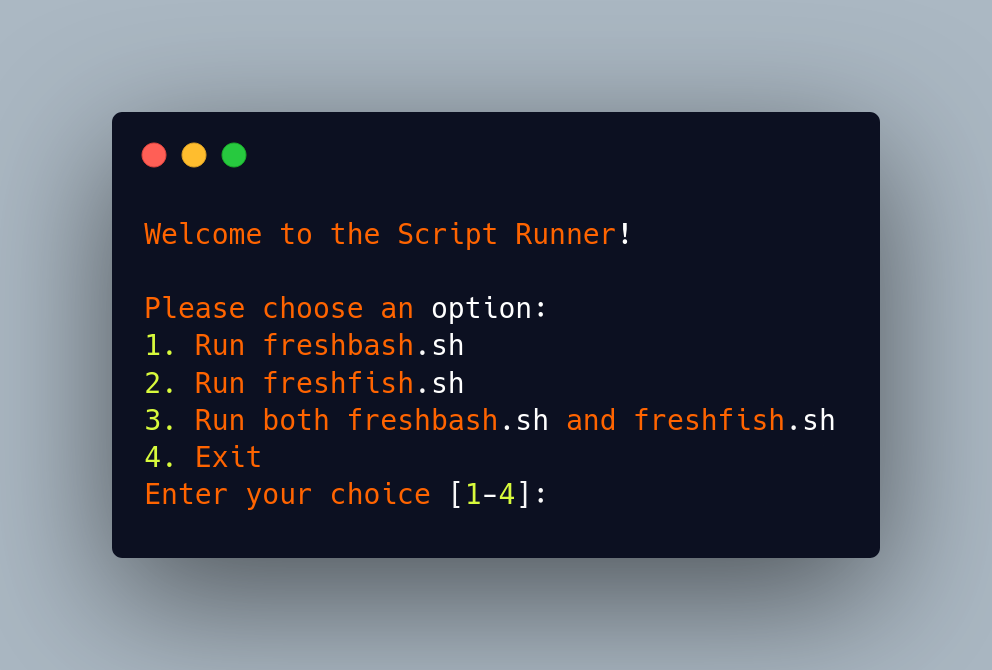 Welcome to the Script Runner!
Please choose an option:
1. Run freshbash.sh
2. Run freshfish.sh
3. Run both freshbash.sh and freshfish.sh
4. Exit
Enter your choice [1-4]: